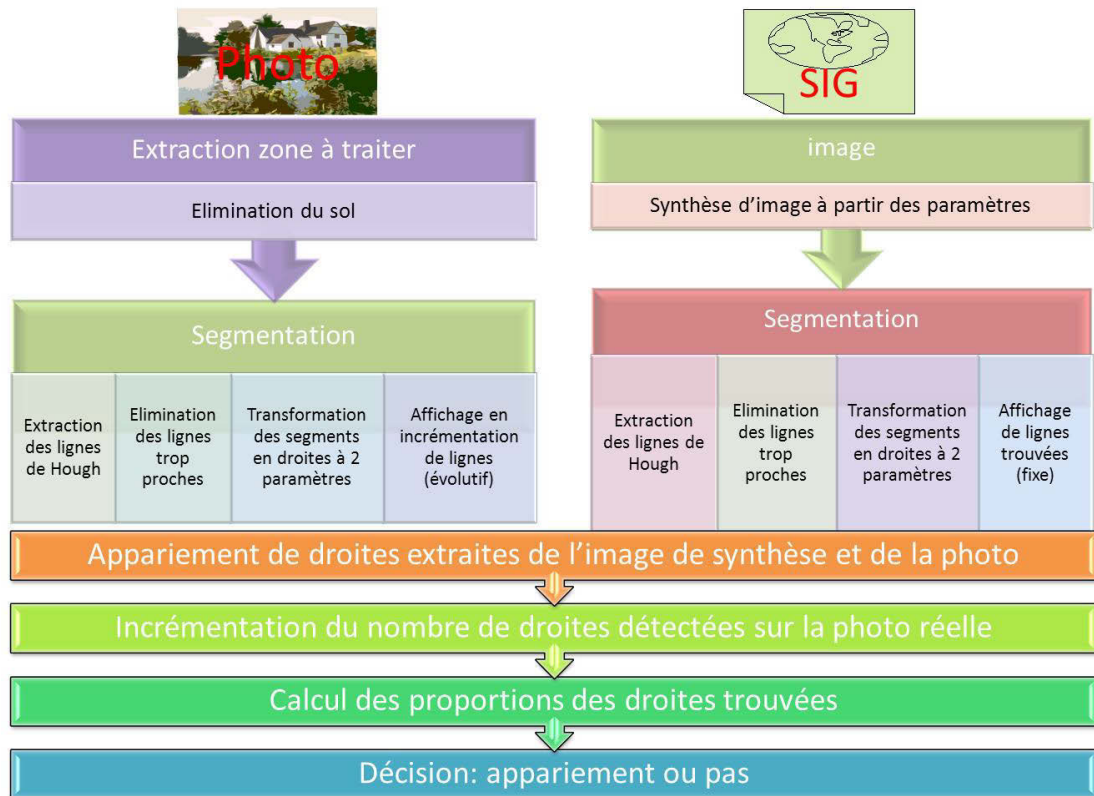 Photo
SIG
Extraction zone à traiter
Elimination du sol
image
Synthèse d'image à partir des paramètres
Segmentation
Extraction
des lignes
de Hough
Elimination
des lignes
trop
proches
Transformation
des segments
en droites à 2
paramètres
Affichage en
incrémentation
de lignes
(évolutif)
Segmentation
Extraction
des lignes de
Hough
Elimination
des lignes
trop
proches
Transformation
des segments
en droites à 2
paramètres
Affichage
de lignes
trouvées
(fixe)
Appariement de droites extraites de l'image de synthèse et de la photo
Incrémentation du nombre de droites détectées sur la photo réelle
Calcul des proportions des droites trouvées
Décision: appariement ou pas